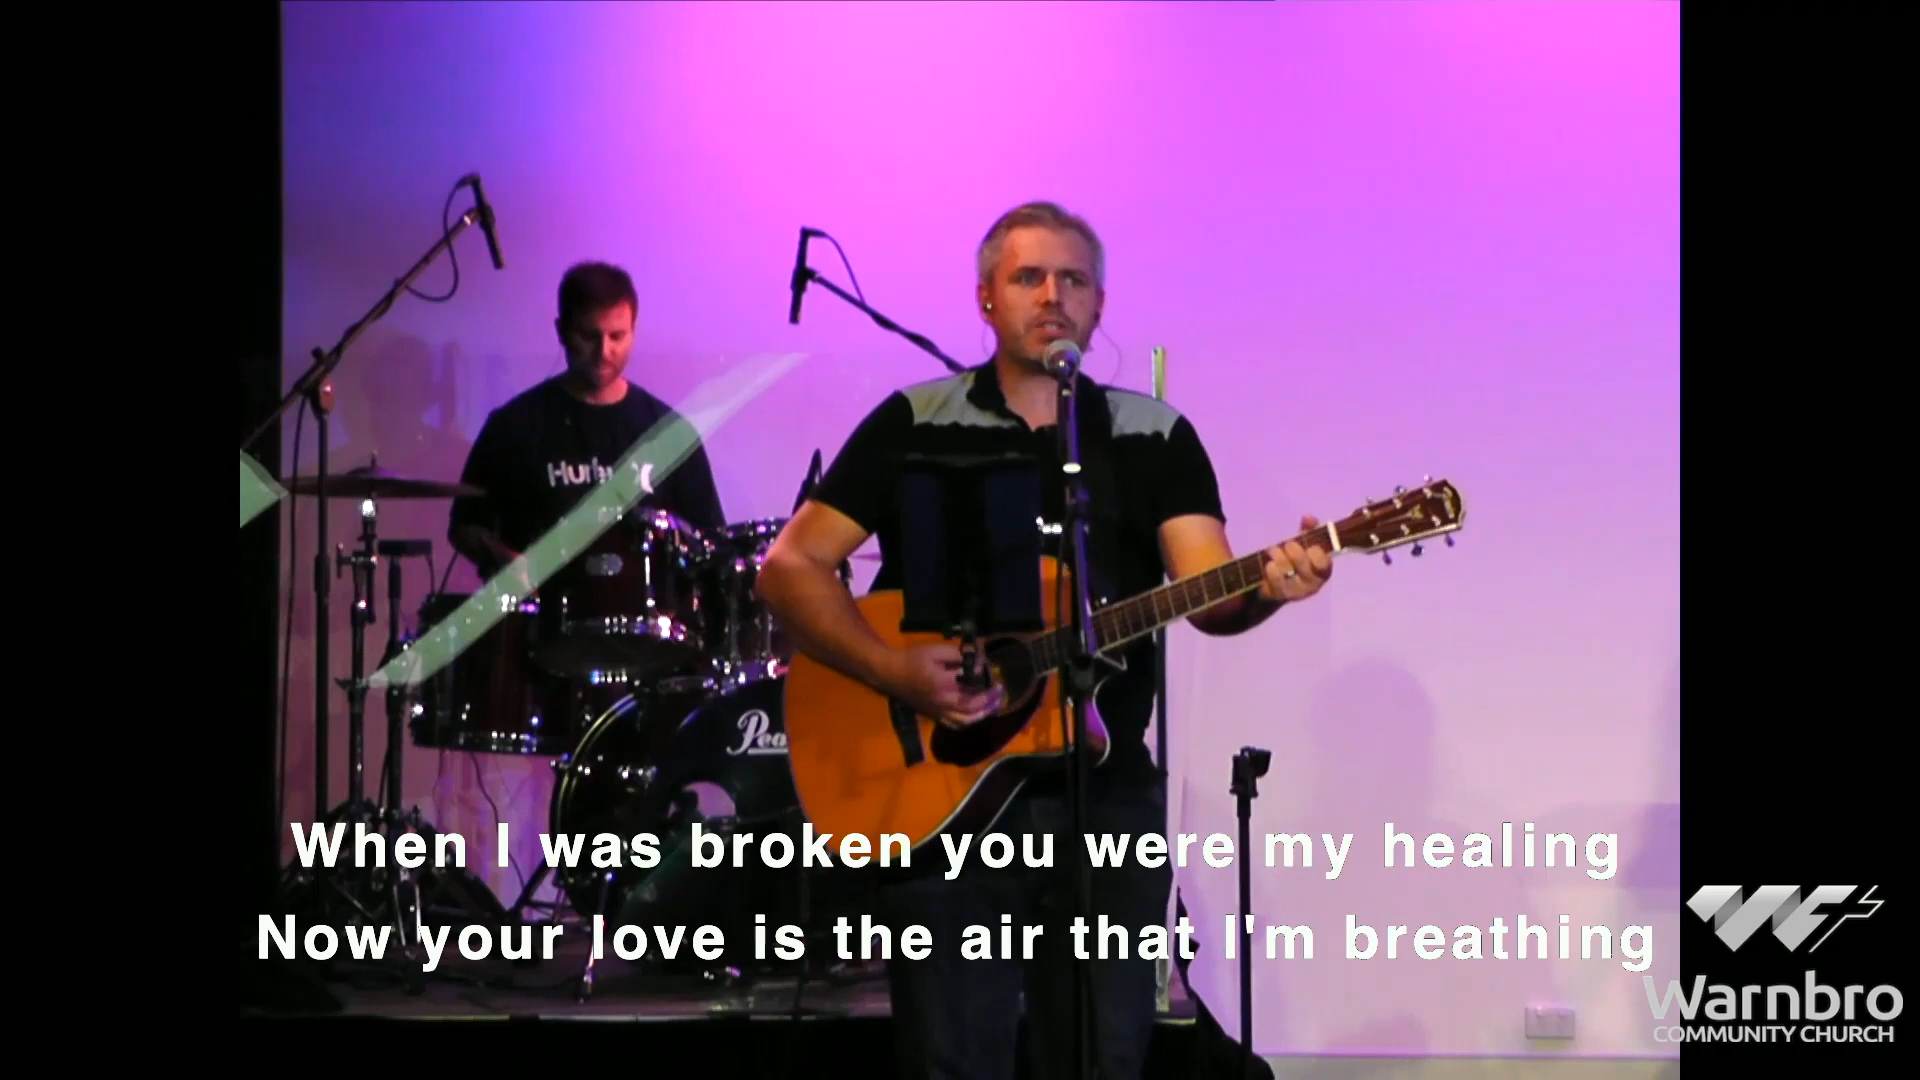 When I was broken you were my healing
Now your love is the air that I'm breathing
Warnbro
COMMUNITY CHURCH